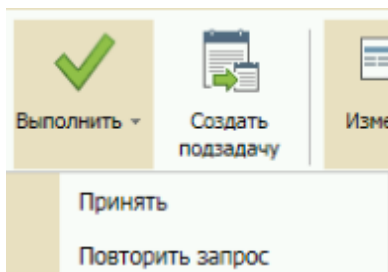 Выполнить
Создать
подзадачу
Принять
Повторить запрос